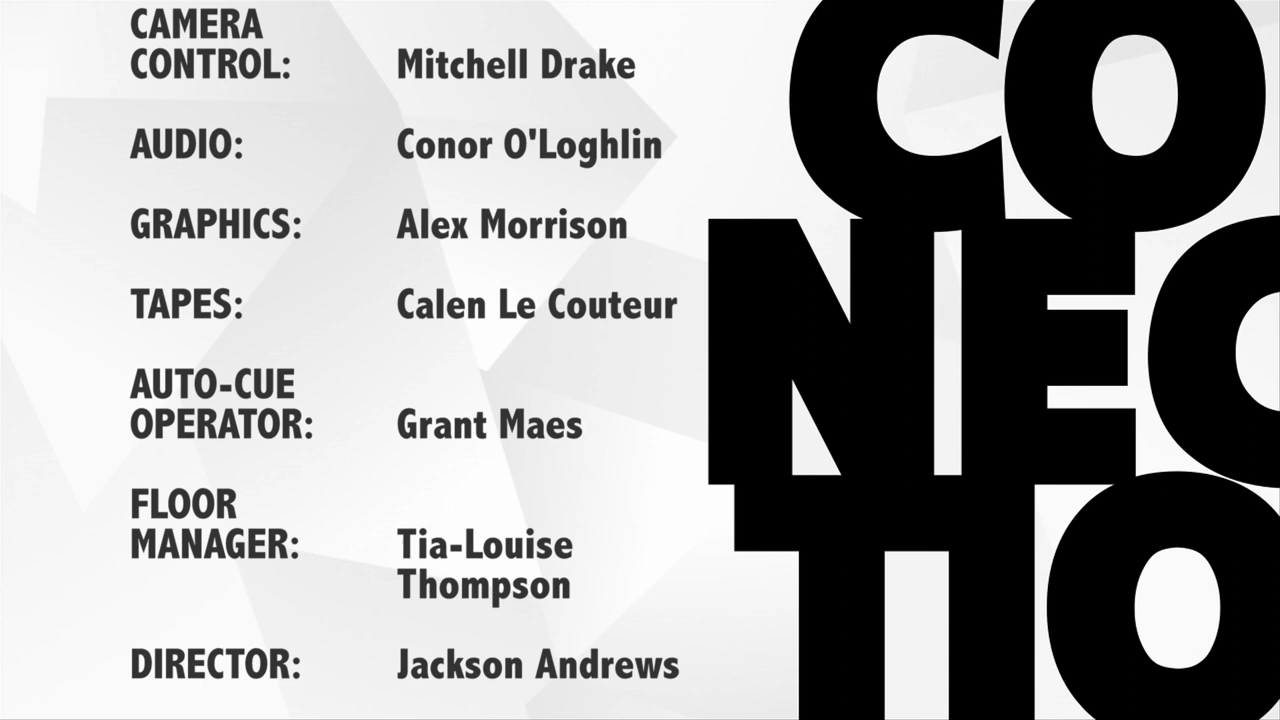 CAMERA
CONTROL: Mitchell Drake
AUDIO: Conor O'Loghlin
GRAPHICS: Alex Morrison
TAPES: Calen Le Couteur
AUTO-CUE
OPERATOR: Grant Maes
FLOOR
MANAGER: Tia-Louise
Thompson
DIRECTOR: Jackson Andrews
CO
NEC
TIO